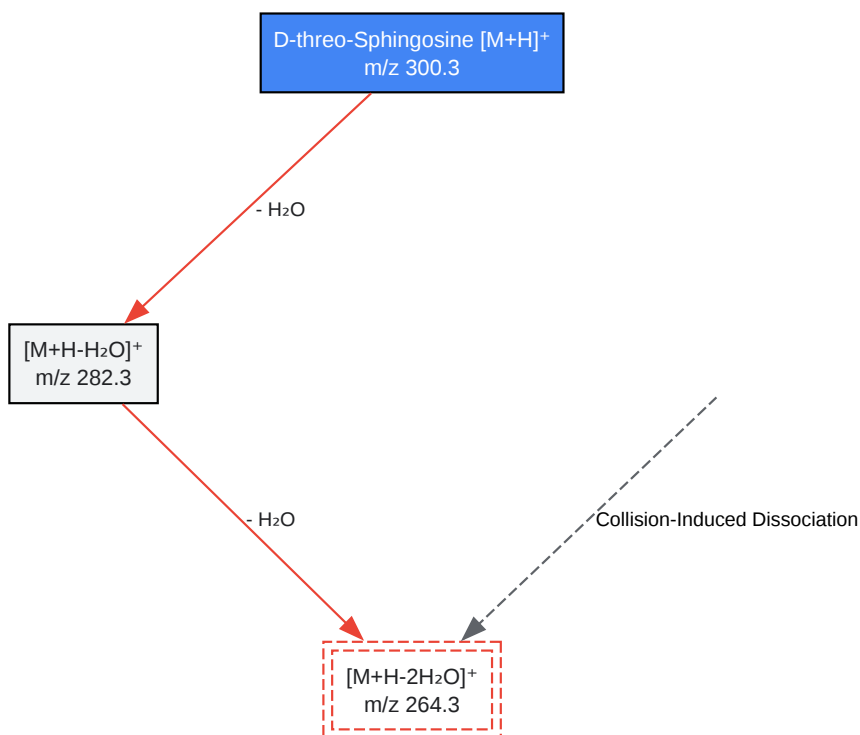 D-threo-Sphingosine [M+H]⁺
m/z 300.3
- H₂O
[M+H-H₂O]⁺
m/z 282.3
- H₂O
Collision-Induced Dissociation
[M+H-2H₂O]⁺
m/z 264.3